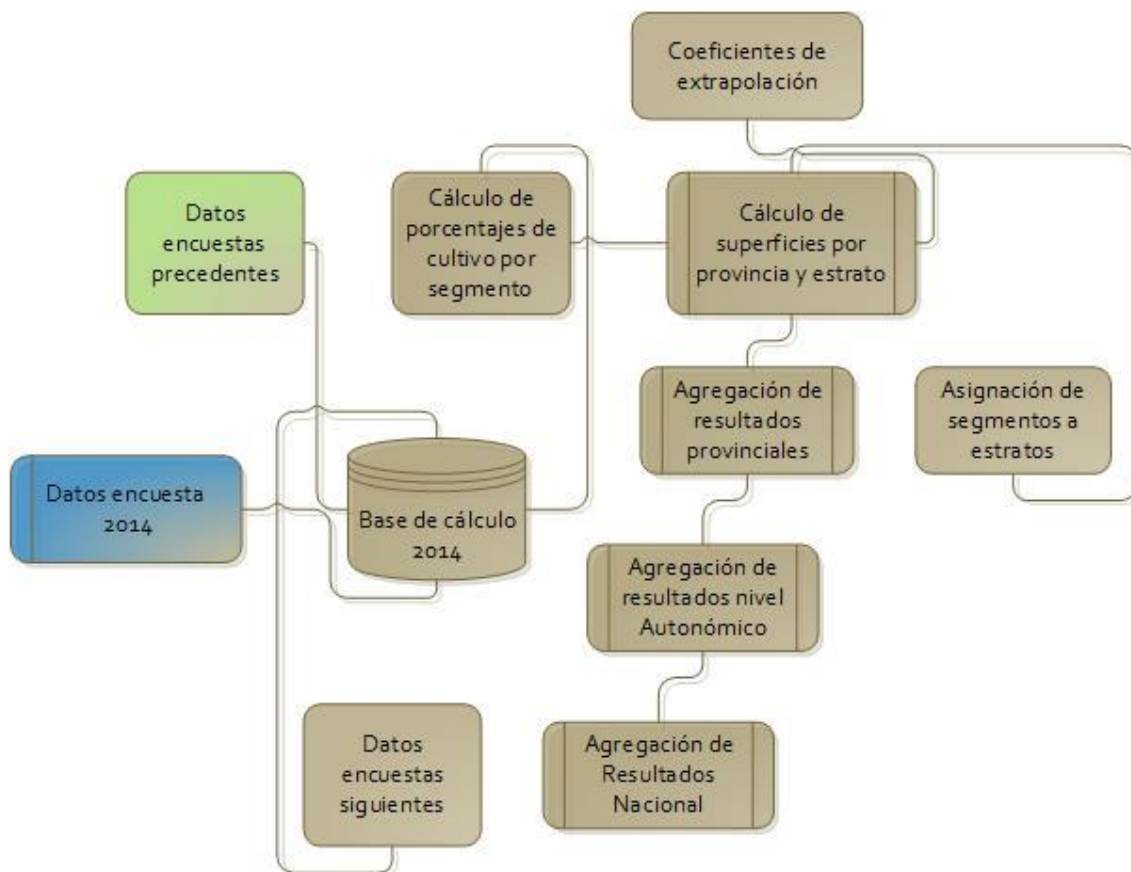 Coeficientes de
extrapolación
Datos
encuestas
precedentes
Cálculo de
porcentajes de
cultivo por
segmento
Cálculo de
superficies por
provincia y estrato
Agregación de
resultados
provinciales
Asignación de
segmentos a
estratos
Datos encuesta
2014
Base de cálculo
2014
Agregación de
resultados nivel
Autonómico
Datos
encuestas
siguientes
Agregación de
Resultados
Nacional